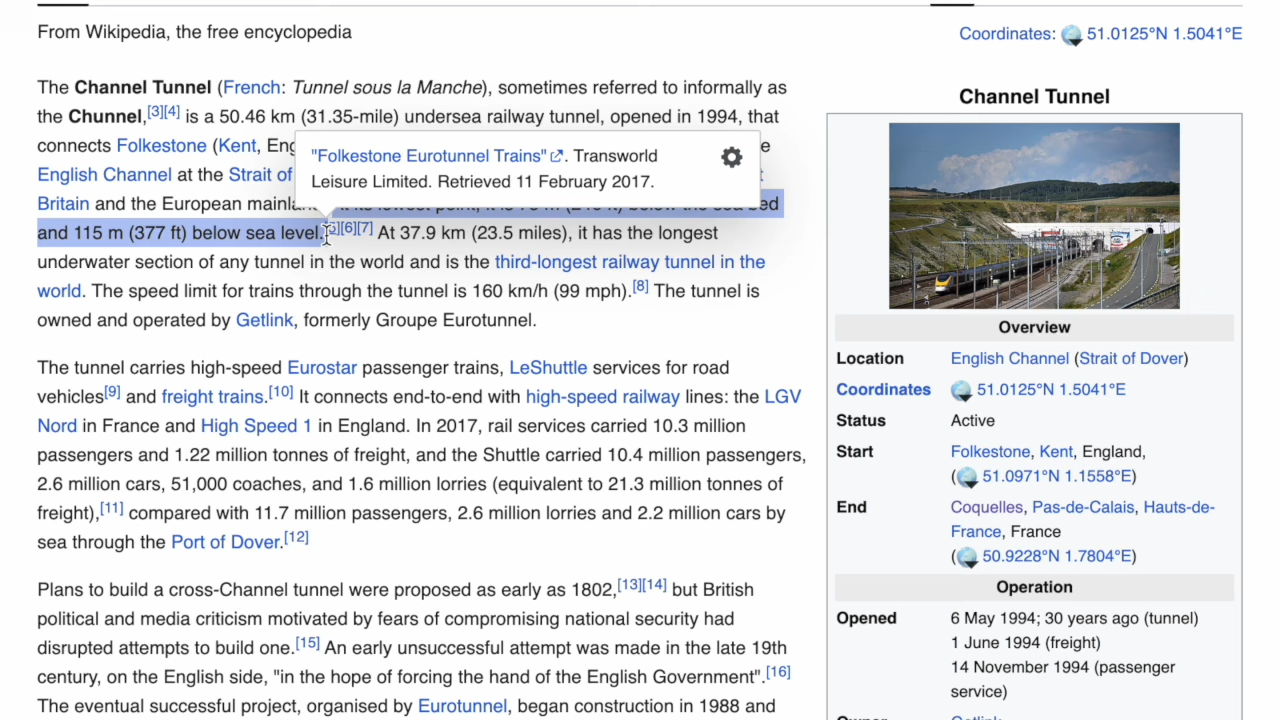 From Wikipedia, the free encyclopedia
Coordinates: 51.0125°N 1.5041°E
The Channel Tunnel (French: Tunnel sous la Manche), sometimes referred to informally as
the Chunnel,[3][4] is a 50.46 km (31.35-mile) undersea railway tunnel, opened in 1994, that
connects Folkestone (Kent,
English Channel at the Strait of
Britain and the European
and 115 m (377 ft) below sea level.[6][7] At 37.9 km (23.5 miles), it has the longest
underwater section of any tunnel in the world and is the third-longest railway tunnel in the
world. The speed limit for trains through the tunnel is 160 km/h (99 mph).[8] The tunnel is
owned and operated by Getlink, formerly Groupe Eurotunnel.
"Folkestone Eurotunnel Trains". Transworld
Leisure Limited. Retrieved 11 February 2017.
The tunnel carries high-speed Eurostar passenger trains, LeShuttle services for road
vehicles[9] and freight trains.[10] It connects end-to-end with high-speed railway lines: the LGV
Nord in France and High Speed 1 in England. In 2017, rail services carried 10.3 million
passengers and 1.22 million tonnes of freight, and the Shuttle carried 10.4 million passengers,
2.6 million cars, 51,000 coaches, and 1.6 million lorries (equivalent to 21.3 million tonnes of
freight),[11] compared with 11.7 million passengers, 2.6 million lorries and 2.2 million cars by
sea through the Port of Dover.[12]
Plans to build a cross-Channel tunnel were proposed as early as 1802,[13][14] but British
political and media criticism motivated by fears of compromising national security had
disrupted attempts to build one.[15] An early unsuccessful attempt was made in the late 19th
century, on the English side, "in the hope of forcing the hand of the English Government".[16]
The eventual successful project, organised by Eurotunnel, began construction in 1988 and
Channel Tunnel
Overview
Location English Channel (Strait of Dover)
Coordinates 51.0125°N 1.5041°E
Status Active
Start Folkestone, Kent, England,
(51.0971°N 1.1558°E)
End Coquelles, Pas-de-Calais, Hauts-de-
France, France
(50.9228°N 1.7804°E)
Operation
Opened 6 May 1994; 30 years ago (tunnel)
1 June 1994 (freight)
14 November 1994 (passenger
service)